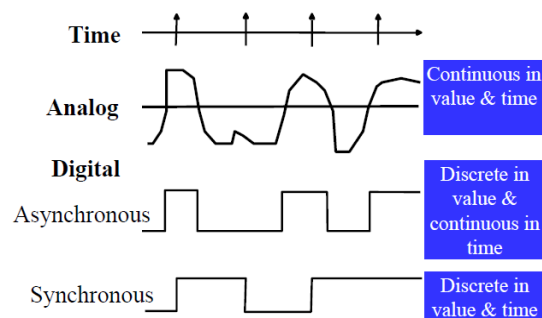 Time
Analog
Continuous in
value & time
Digital
Asynchronous
Discrete in
value &
continuous in
time
Synchronous
Discrete in
value & time